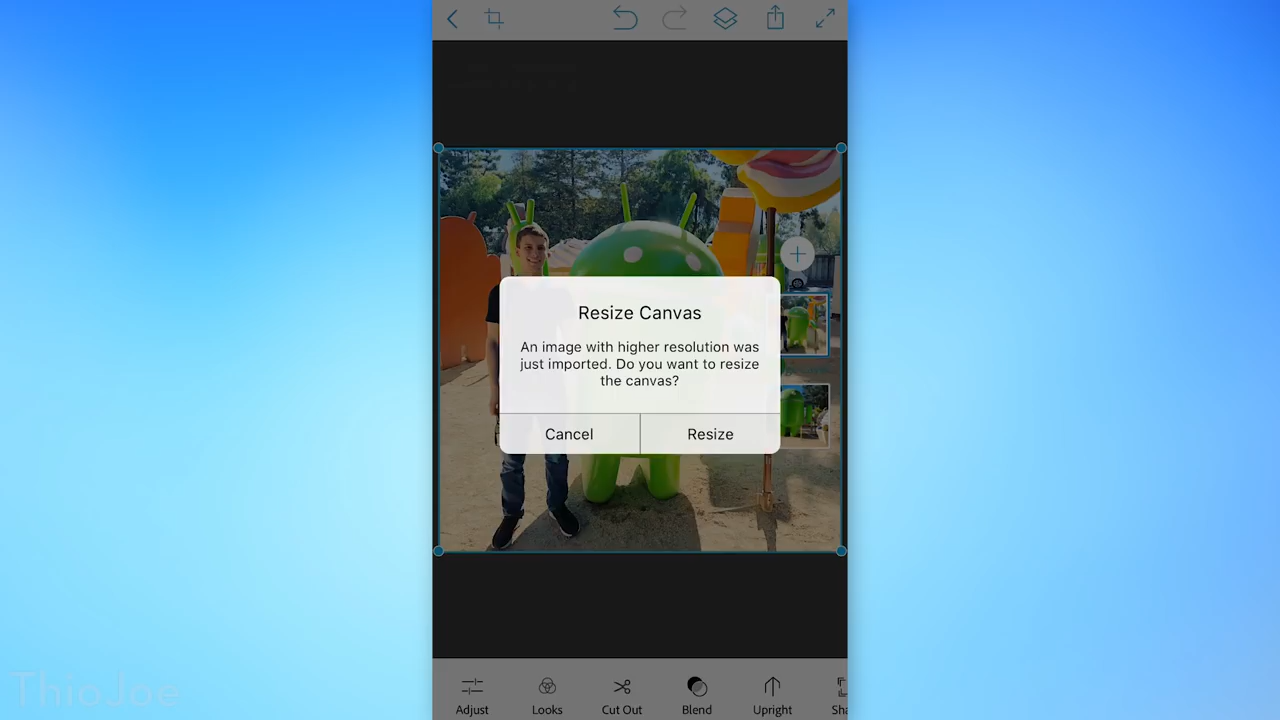 Resize Canvas
An image with higher resolution was
just imported. Do you want to resize
the canvas?
Cancel
Resize
ThioJoe
Adjust
Looks
Cut Out
Blend
Upright
Sha